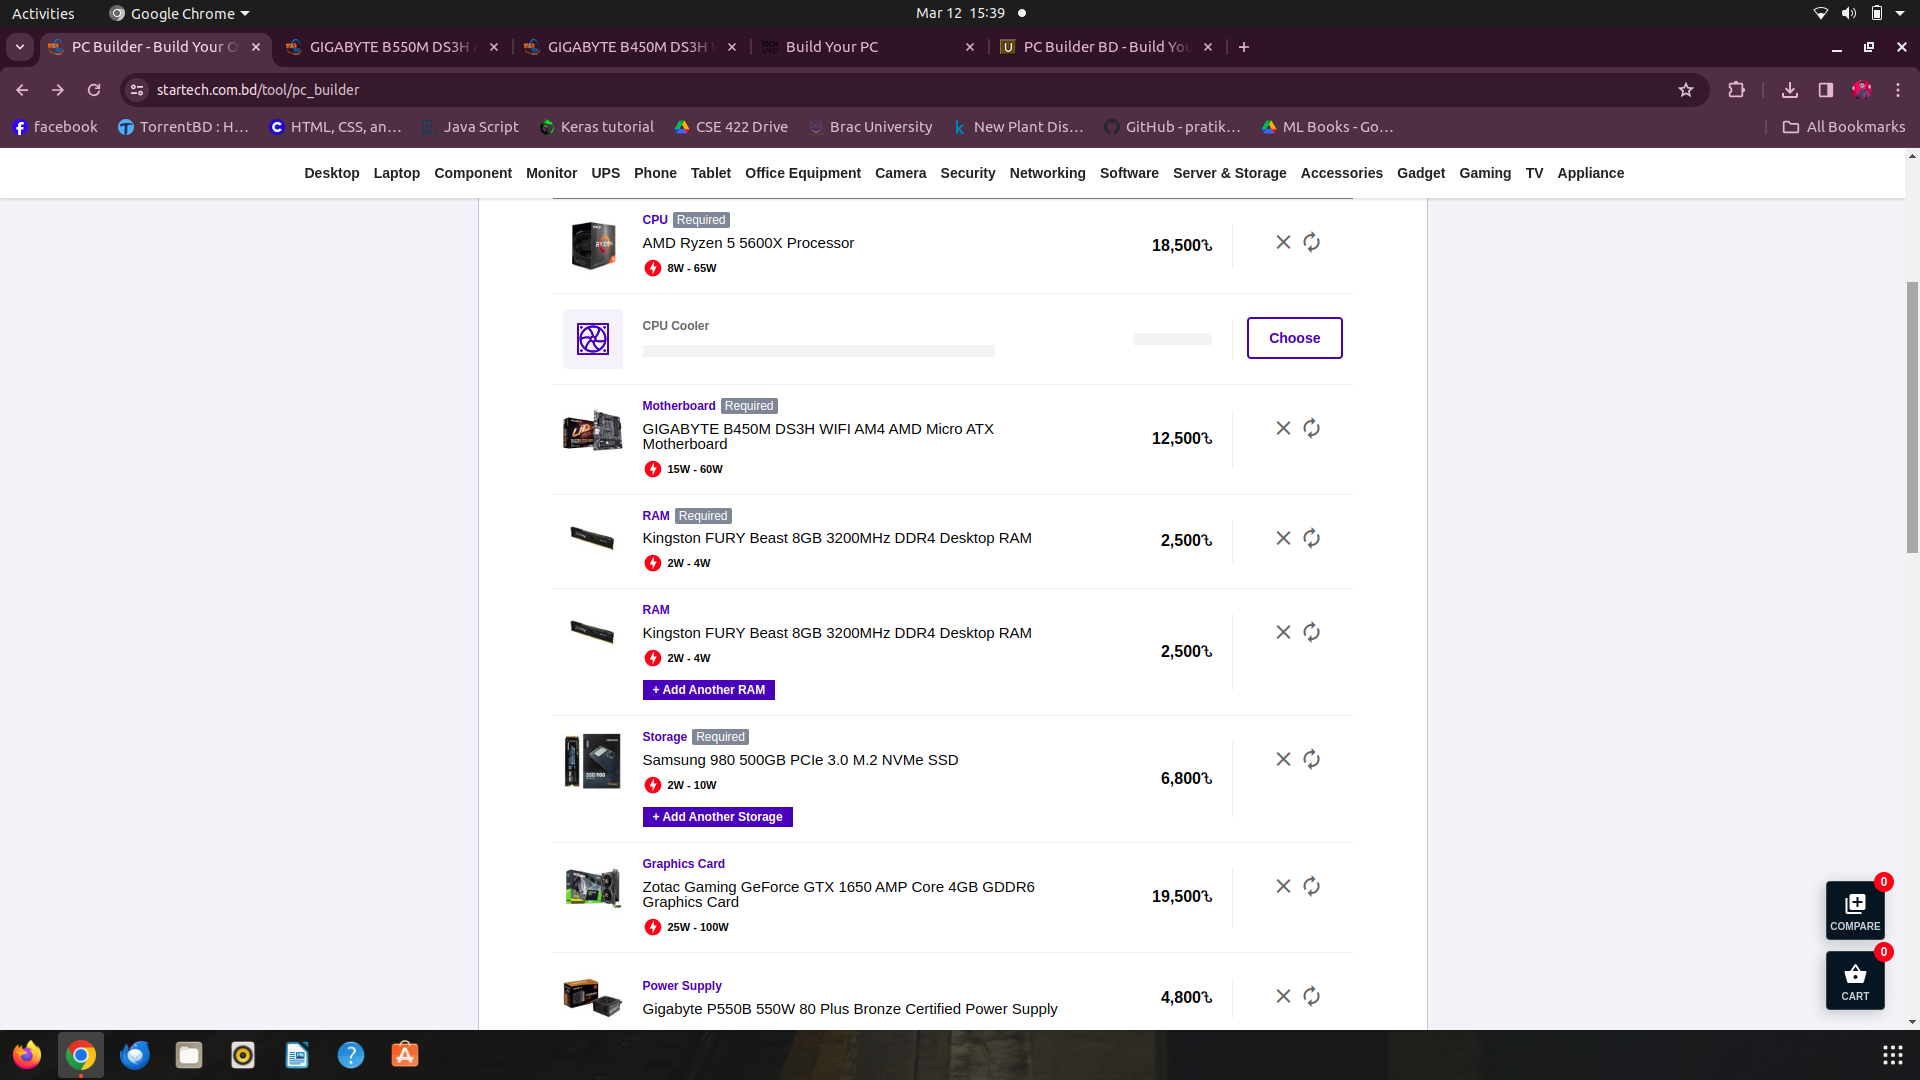 Activities
Google Chrome
Mar 12 15:39
PC Builder - Build Your O
GIGABYTE B550M DS3H A
GIGABYTE B450M DS3H W
Build Your PC
PC Builder BD - Build You
startech.com.bd/tool/pc_builder
facebook
TorrentBD : H...
HTML, CSS, an...
Java Script
Keras tutorial
CSE 422 Drive
Brac University
New Plant Dis...
GitHub - pratik...
ML Books - Go...
All Bookmarks
Desktop Laptop Component Monitor UPS Phone Tablet Office Equipment Camera Security Networking Software Server & Storage Accessories Gadget Gaming TV Appliance
CPU Required
AMD Ryzen 5 5600X Processor
18,500৳
8W - 65W
CPU Cooler
Choose
Motherboard Required
GIGABYTE B450M DS3H WIFI AM4 AMD Micro ATX
Motherboard
12,500৳
15W - 60W
RAM Required
Kingston FURY Beast 8GB 3200MHz DDR4 Desktop RAM
2,500৳
2W - 4W
RAM
Kingston FURY Beast 8GB 3200MHz DDR4 Desktop RAM
2,500৳
2W - 4W
+ Add Another RAM
Storage Required
Samsung 980 500GB PCIe 3.0 M.2 NVMe SSD
6,800৳
2W - 10W
+ Add Another Storage
Graphics Card
Zotac Gaming GeForce GTX 1650 AMP Core 4GB GDDR6
Graphics Card
19,500৳
25W - 100W
Power Supply
Gigabyte P550B 550W 80 Plus Bronze Certified Power Supply
4,800৳
0
COMPARE
0
CART